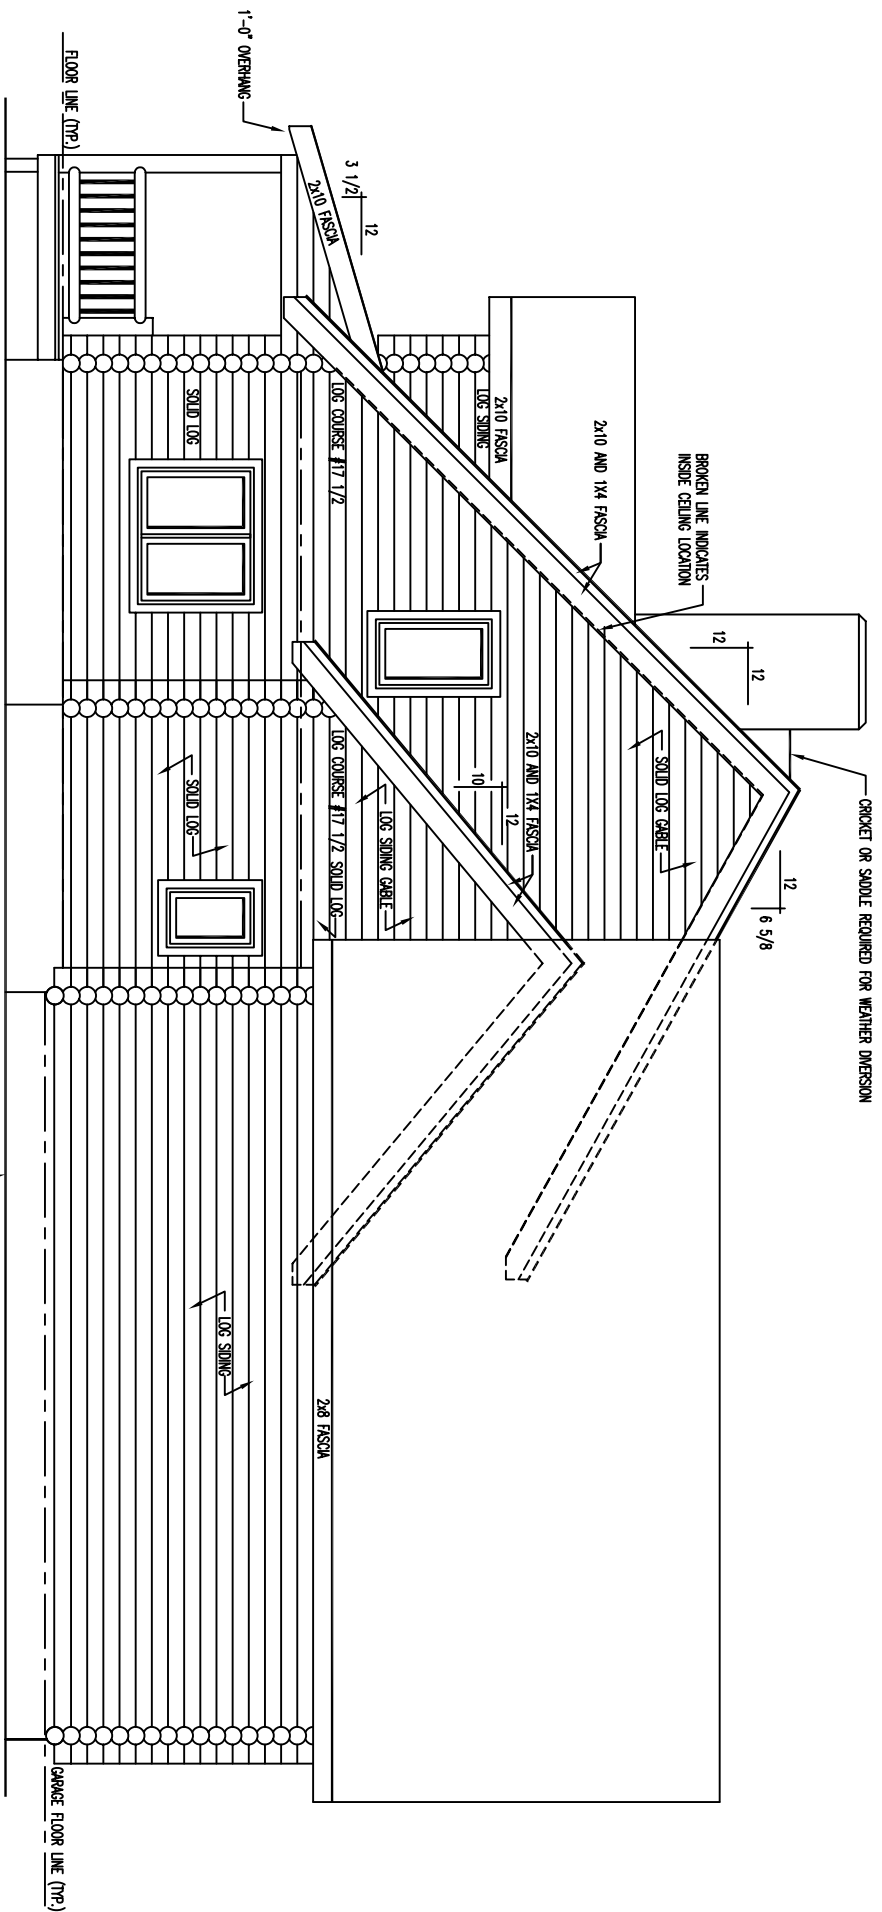 CRICKET OR SADDLE REQUIRED FOR WEATHER DIVERSION
12
6 5/8
12
12
BROKEN LINE INDICATES
INSIDE CEILING LOCATION
SOLID LOG GABLE
2x10 AND 1X4 FASCIA
2x10 AND 1X4 FASCIA
12
10
2x10 FASCIA
LOG SIDING
LOG SIDING GABLE
12
3 1/2
2x10 FASCIA
1'-0" OVERHANG
LOG COURSE #17 1/2
LOG COURSE #17 1/2 SOLID LOG
2x8 FASCIA
SOLID LOG
SOLID LOG
LOG SIDING
FLOOR LINE (TYP.)
GARAGE FLOOR LINE (TYP.)